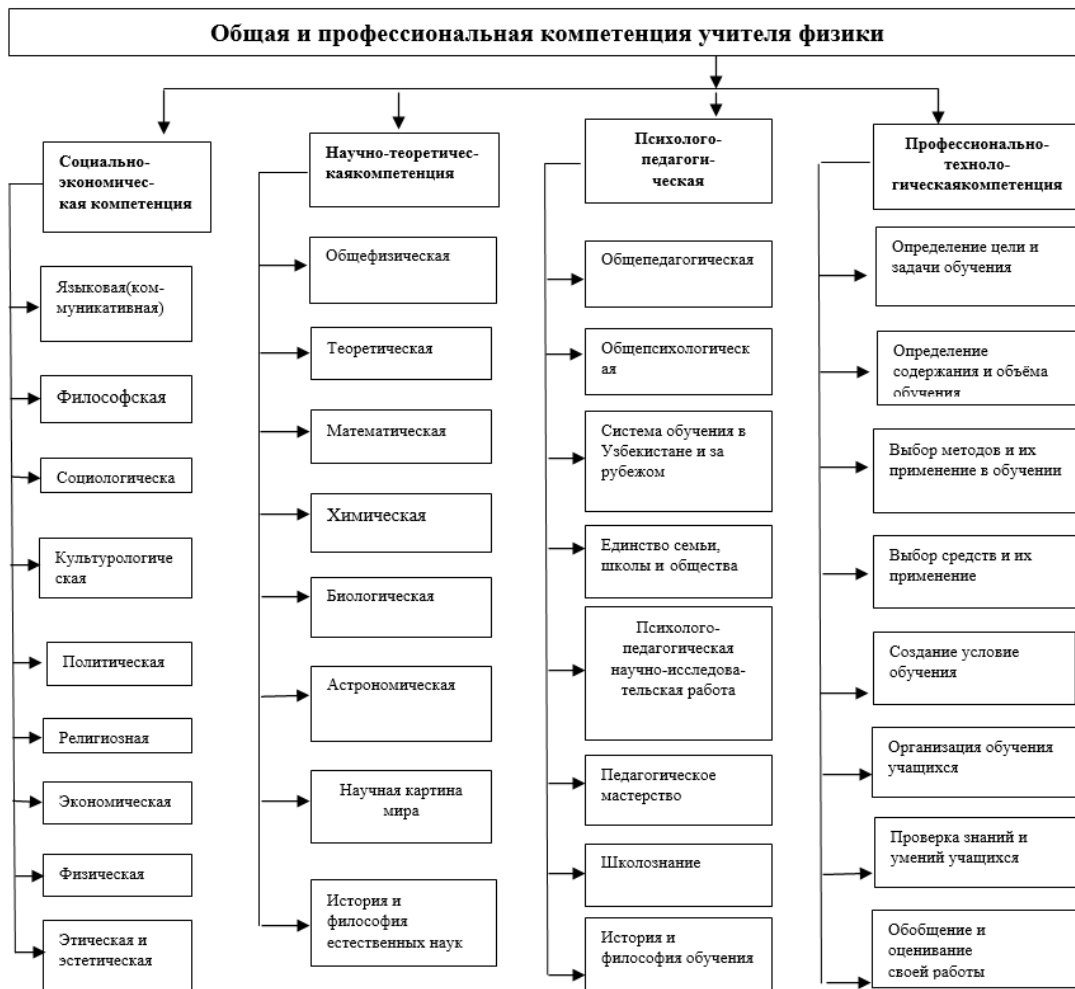 Общая и профессиональная компетенция учителя физики
Социально-
экономичес-
кая компетенция
Языковая(ком-
муникативная)
Философская
Социологическа
Культурологиче
ская
Политическая
Религиозная
Экономическая
Физическая
Этическая и
эстетическая
Научно-теоретичес-
каякомпетенция
Общефизическая
Теоретическая
Математическая
Химическая
Биологическая
Астрономическая
Научная картина
мира
История и
философия
естественных наук
Психолого-
педагоги-
ческая
Общепедагогическая
Общепсихологическ
ая
Система обучения в
Узбекистане и за
рубежом
Единство семьи,
школы и общества
Психолого-
педагогическая
научно-исследова-
тельская работа
Педагогическое
мастерство
Школознание
История и
философия обучения
Профессионально-
техноло-
гическаякомпетенция
Определение цели и
задачи обучения
Определение
содержания и объёма
обучения
Выбор методов и их
применение в обучении
Выбор средств и их
применение
Создание условие
обучения
Организация обучения
учащихся
Проверка знаний и
умений учащихся
Обобщение и
оценивание
своей работы